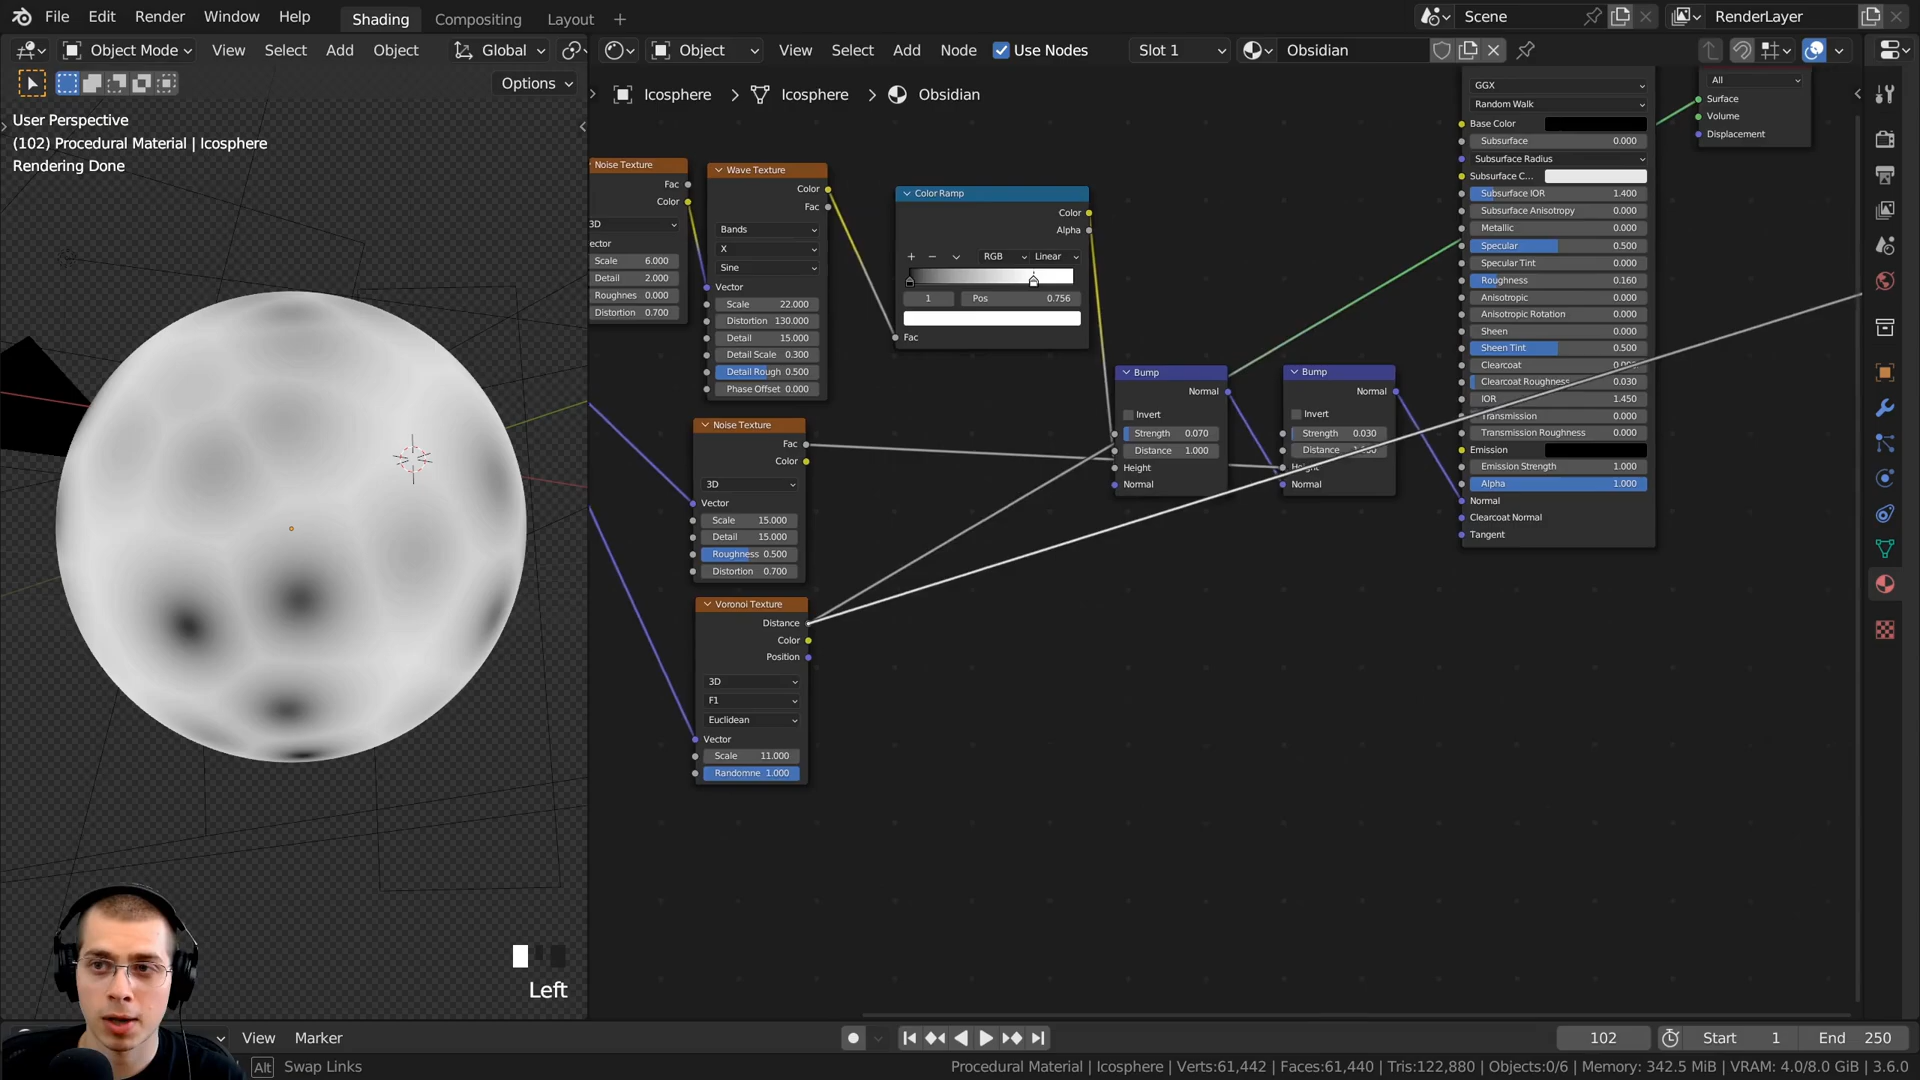 File Edit Render Window Help Shading Compositing Layout + Scene RenderLayer
Object Mode View Select Add Object Global Object View Select Add Node Use Nodes Slot 1 Obsidian
Options
Icosphere > Icosphere > Obsidian
User Perspective
(102) Procedural Material | Icosphere
Rendering Done
Noise Texture
Fac
Color
3D
ector
Scale 6.000
Detail 2.000
Roughnes 0.000
Distortion 0.700
Wave Texture
Color
Fac
Bands
X
Sine
Vector
Scale 22.000
Distortion 130.000
Detail 15.000
Detail Scale 0.300
Detail Rough 0.500
Phase Offset 0.000
Color Ramp
Color
Alpha
RGB Linear
1 Pos 0.756
Fac
Noise Texture
Fac
Color
3D
Vector
Scale 15.000
Detail 15.000
Roughness 0.500
Distortion 0.700
Voronoi Texture
Distance
Color
Position
3D
F1
Euclidean
Vector
Scale 11.000
Randomne 1.000
Bump
Normal
Invert
Strength 0.070
Distance 1.000
Height
Normal
Bump
Normal
Invert
Strength 0.030
Distance
Height
Normal
GGX
Random Walk
Base Color
Subsurface 0.000
Subsurface Radius
Subsurface C...
Subsurface IOR 1.400
Subsurface Anisotropy 0.000
Metallic 0.000
Specular 0.500
Specular Tint 0.000
Roughness 0.160
Anisotropic 0.000
Anisotropic Rotation 0.000
Sheen 0.000
Sheen Tint 0.500
Clearcoat
Clearcoat Roughness 0.030
IOR 1.450
Transmission 0.000
Transmission Roughness 0.000
Emission
Emission Strength 1.000
Alpha 1.000
Normal
Clearcoat Normal
Tangent
All
Surface
Volume
Displacement
Left
View Marker 102 Start 1 End 250
Alt Swap Links Procedural Material | Icosphere | Verts:61,442 | Faces:61,440 | Tris:122,880 | Objects:0/6 | Memory: 342.5 MiB | VRAM: 4.0/8.0 GiB | 3.6.0